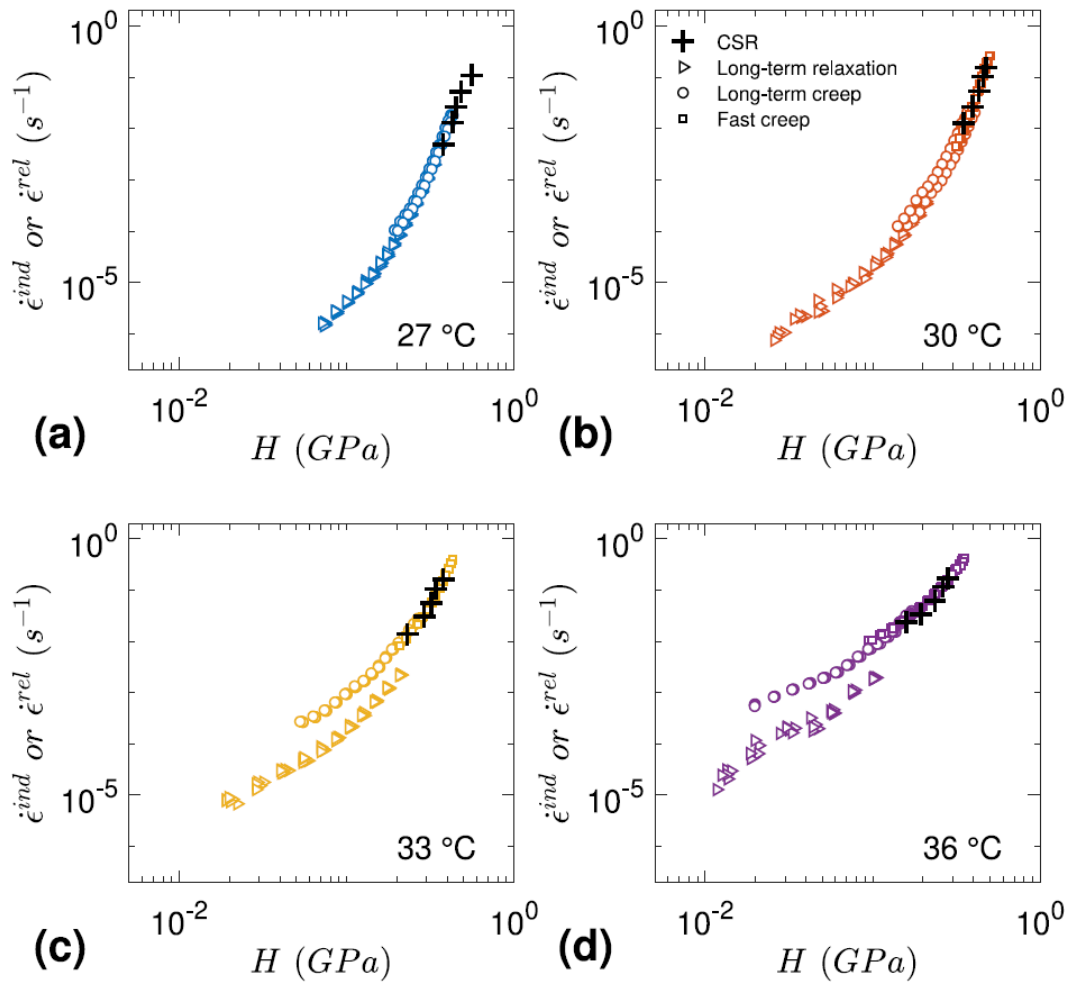 10^0
10^-5
ε̇^ind or ε̇^rel (s^-1)
27 °C
10^-2
10^0
(a)
H (GPa)
10^0
10^-5
ε̇^ind or ε̇^rel (s^-1)
CSR
Long-term relaxation
Long-term creep
Fast creep
30 °C
10^-2
10^0
(b)
H (GPa)
10^0
10^-5
ε̇^ind or ε̇^rel (s^-1)
33 °C
10^-2
10^0
(c)
H (GPa)
10^0
10^-5
ε̇^ind or ε̇^rel (s^-1)
36 °C
10^-2
10^0
(d)
H (GPa)